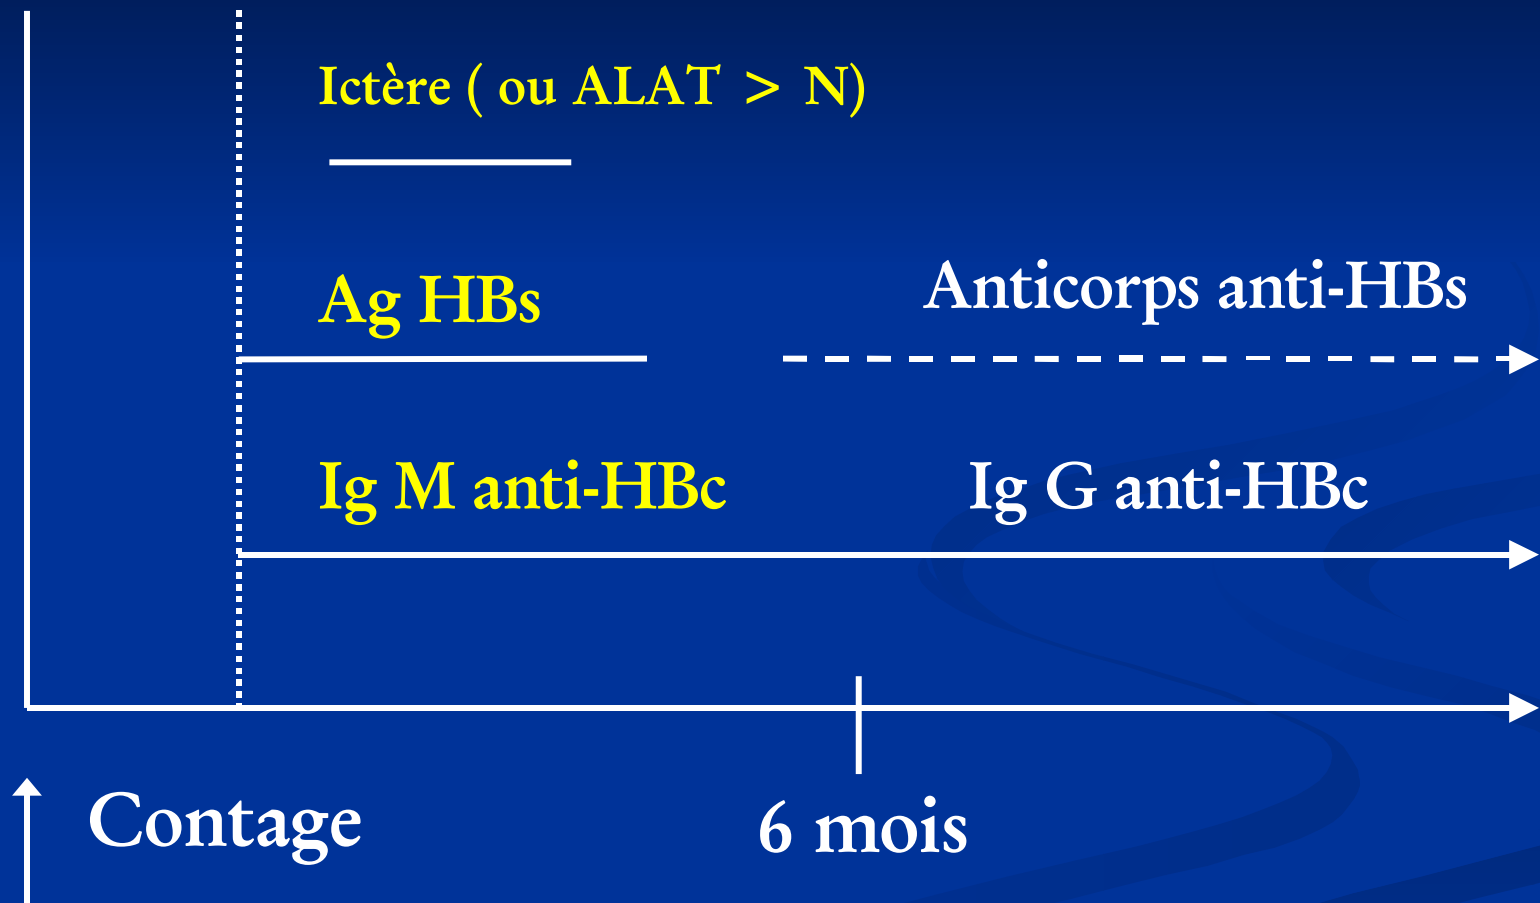 Ictère ( ou ALAT > N)
Ag HBs
Anticorps anti-HBs
Ig M anti-HBc
Ig G anti-HBc
Contage
6 mois